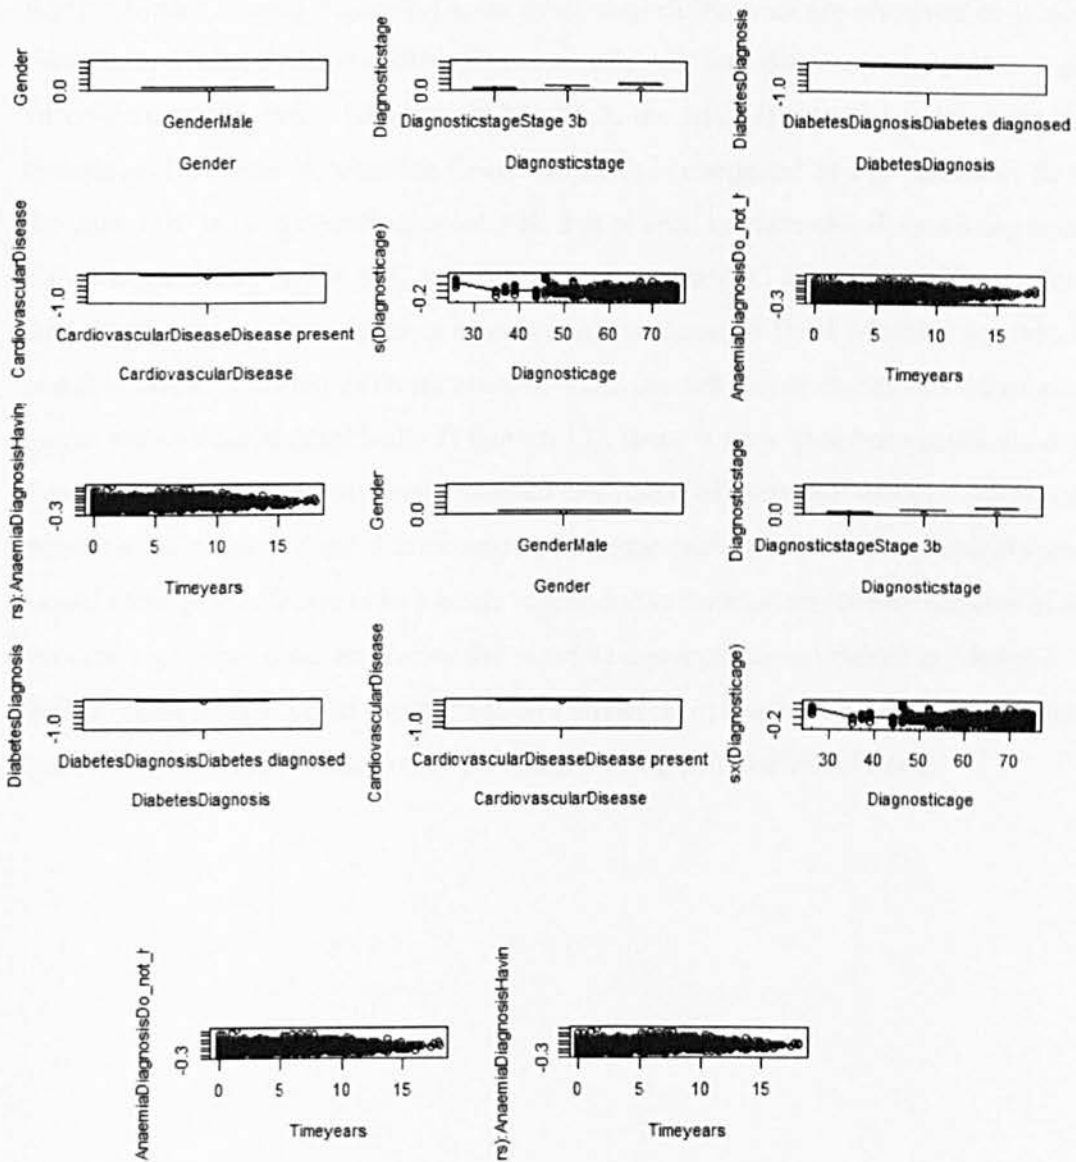 Gender
0.0
GenderMale
Gender
Diagnosticstage
0.0
DiagnosticstageStage 3b
Diagnosticstage
DiabetesDiagnosis
-1.0
DiabetesDiagnosisDiabetes diagnosed
DiabetesDiagnosis
CardiovascularDisease
-1.0
CardiovascularDiseaseDisease present
CardiovascularDisease
s(Diagnosticage)
-0.2
30 40 50 60 70
Diagnosticage
AnaemiaDiagnosisDo_not_h
-0.3
0 5 10 15
Timeyears
rs):AnaemiaDiagnosisHavin
-0.3
0 5 10 15
Timeyears
Gender
0.0
GenderMale
Gender
Diagnosticstage
0.0
DiagnosticstageStage 3b
Diagnosticstage
DiabetesDiagnosis
-1.0
DiabetesDiagnosisDiabetes diagnosed
DiabetesDiagnosis
CardiovascularDisease
-1.0
CardiovascularDiseaseDisease present
CardiovascularDisease
sx(Diagnosticage)
-0.2
30 40 50 60 70
Diagnosticage
AnaemiaDiagnosisDo_not_h
-0.3
0 5 10 15
Timeyears
rs):AnaemiaDiagnosisHavin
-0.3
0 5 10 15
Timeyears